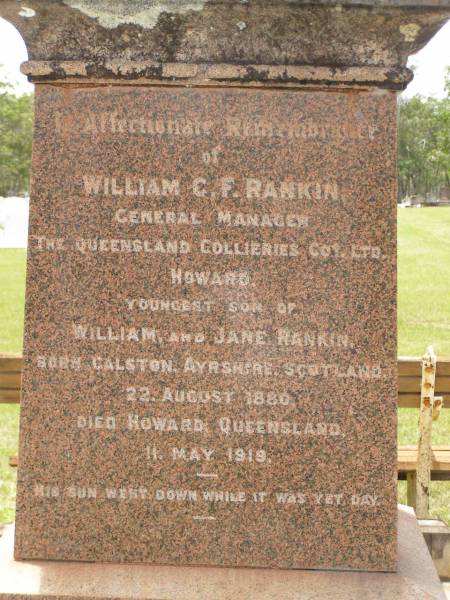 In Affectionate Remembrance
of
WILLIAM C. F. RANKIN,
GENERAL MANAGER
THE QUEENSLAND COLLIERIES COY. LTD.
HOWARD.
YOUNGEST SON OF
WILLIAM, AND JANE RANKIN,
BORN GALSTON, AYRSHIRE, SCOTLAND,
22. AUGUST 1880.
DIED HOWARD, QUEENSLAND,
11. MAY 1919.
HIS SUN WENT DOWN WHILE IT WAS YET DAY.